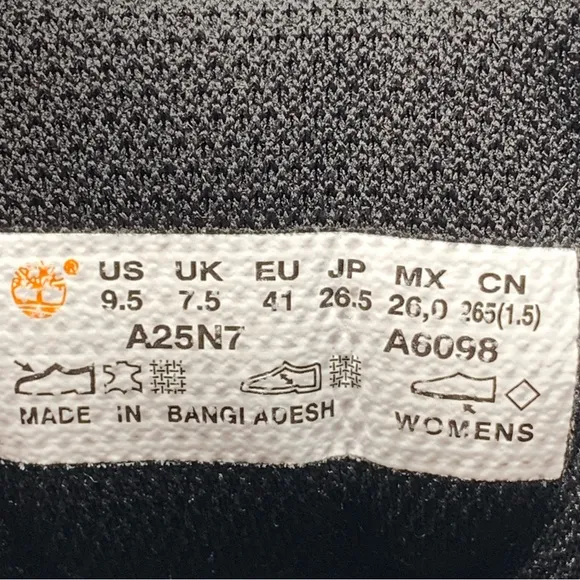 ® US UK EU JP MX CN
9.5 7.5 41 26.5 26,0 265(1.5)
A25N7 A6098
MADE IN BANGLADESH WOMENS